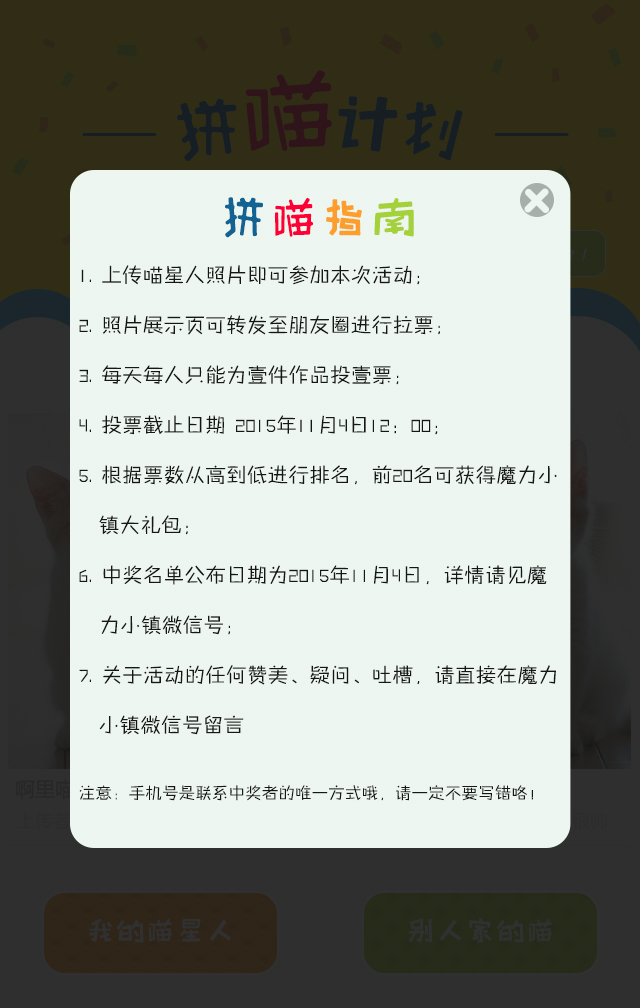 拼喵计划
拼喵指南
1. 上传喵星人照片即可参加本次活动；
2. 照片展示页可转发至朋友圈进行拉票；
3. 每天每人只能为壹件作品投壹票；
4. 投票截止日期 2015年11月4日12：00；
5. 根据票数从高到低进行排名，前20名可获得魔力小
镇大礼包；
6. 中奖名单公布日期为2015年11月4日，详情请见魔
力小镇微信号；
7. 关于活动的任何赞美、疑问、吐槽，请直接在魔力
小镇微信号留言
注意：手机号是联系中奖者的唯一方式哦，请一定不要写错咯！
我的喵星人
别人家的喵